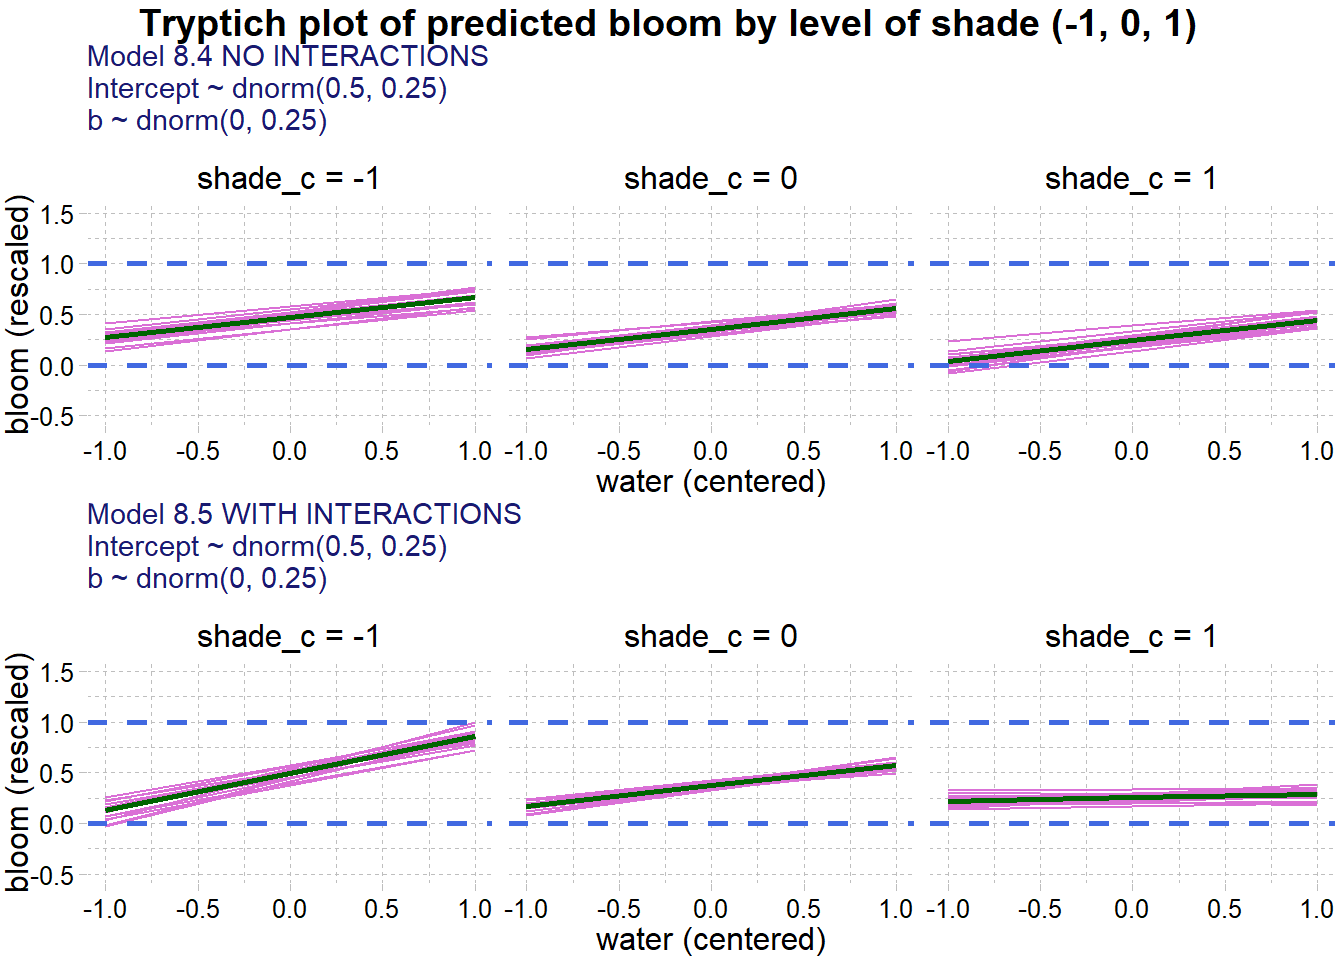 Tryptich plot of predicted bloom by level of shade (-1, 0, 1)
Model 8.4 NO INTERACTIONS
Intercept ~ dnorm(0.5, 0.25)
b ~ dnorm(0, 0.25)
shade_c = -1 shade_c = 0 shade_c = 1
bloom (rescaled)
1.5
1.0
0.5
0.0
-0.5
-1.0 -0.5 0.0 0.5 1.0 -1.0 -0.5 0.0 0.5 1.0 -1.0 -0.5 0.0 0.5 1.0
water (centered)
Model 8.5 WITH INTERACTIONS
Intercept ~ dnorm(0.5, 0.25)
b ~ dnorm(0, 0.25)
shade_c = -1 shade_c = 0 shade_c = 1
bloom (rescaled)
1.5
1.0
0.5
0.0
-0.5
-1.0 -0.5 0.0 0.5 1.0 -1.0 -0.5 0.0 0.5 1.0 -1.0 -0.5 0.0 0.5 1.0
water (centered)